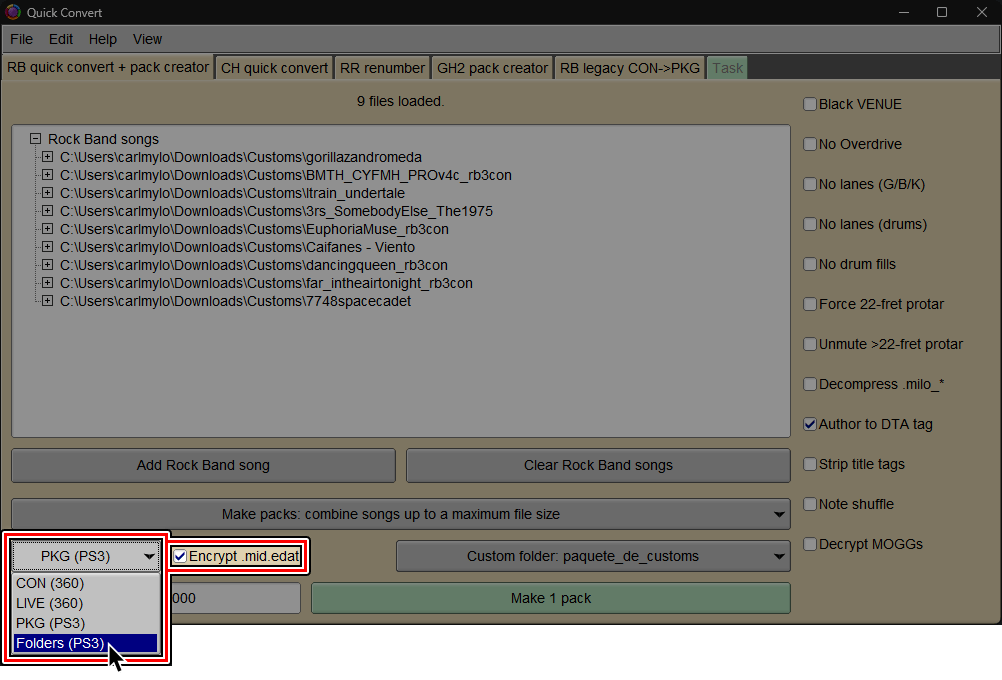 Quick Convert
File Edit Help View
RB quick convert + pack creator CH quick convert RR renumber GH2 pack creator RB legacy CON->PKG Task
9 files loaded.
Rock Band songs
C:\Users\carlmylo\Downloads\Customs\gorillazandromeda
C:\Users\carlmylo\Downloads\Customs\BMTH_CYFMH_PROv4c_rb3con
C:\Users\carlmylo\Downloads\Customs\ltrain_undertale
C:\Users\carlmylo\Downloads\Customs\3rs_SomebodyElse_The1975
C:\Users\carlmylo\Downloads\Customs\EuphoriaMuse_rb3con
C:\Users\carlmylo\Downloads\Customs\Caifanes - Viento
C:\Users\carlmylo\Downloads\Customs\dancingqueen_rb3con
C:\Users\carlmylo\Downloads\Customs\far_intheairtonight_rb3con
C:\Users\carlmylo\Downloads\Customs\7748spacecadet
Black VENUE
No Overdrive
No lanes (G/B/K)
No lanes (drums)
No drum fills
Force 22-fret protar
Unmute >22-fret protar
Decompress .milo_*
Author to DTA tag
Strip title tags
Note shuffle
Decrypt MOGGs
Add Rock Band song Clear Rock Band songs
Make packs: combine songs up to a maximum file size
PKG (PS3) Encrypt .mid.edat Custom folder: paquete_de_customs
CON (360)
LIVE (360)
PKG (PS3)
Folders (PS3)
000 Make 1 pack